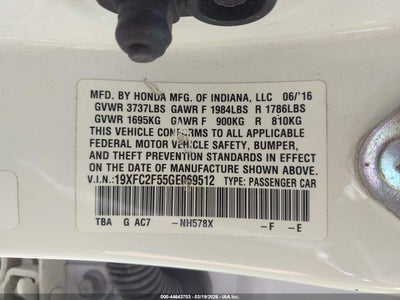 MFD. BY HONDA MFG. OF INDIANA, LLC 06/'16
GVWR 3737LBS GAWR F 1984LBS R 1786LBS
GVWR 1695KG GAWR F 900KG R 810KG
THIS VEHICLE CONFORMS TO ALL APPLICABLE
FEDERAL MOTOR VEHICLE SAFETY, BUMPER,
AND THEFT PREVENTION STANDARDS IN EFFECT
ON THE DATE OF MANUFACTURE SHOWN ABOVE.
V.I.N.:19XFC2F55GE069512 TYPE: PASSENGER CAR
TBA G AC7 -NH578X -F -E
BID: 000~44643703 - 03/19/2026 - IAAI